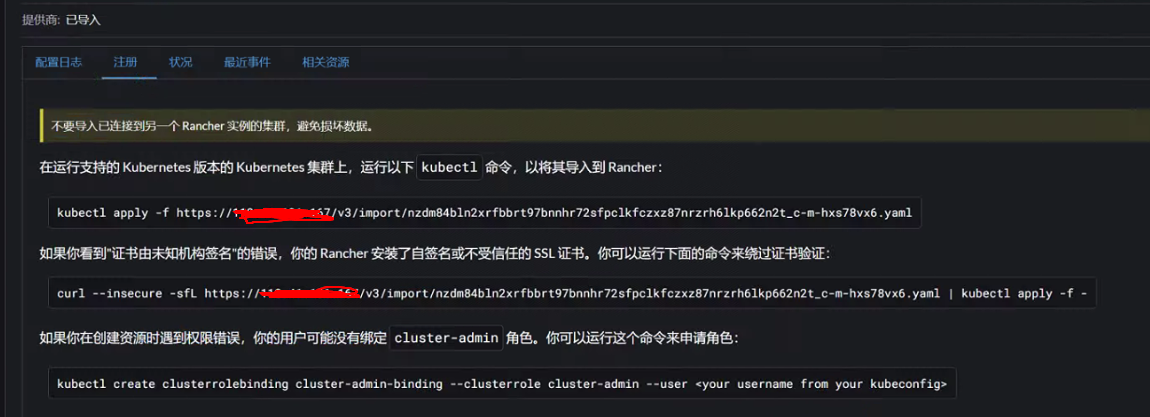 提供商: 已导入
配置日志 注册 状况 最近事件 相关资源
不要导入已连接到另一个 Rancher 实例的集群，避免损坏数据。
在运行支持的 Kubernetes 版本的 Kubernetes 集群上，运行以下 kubectl 命令，以将其导入到 Rancher：
kubectl apply -f https:///v3/import/nzdm84bln2xrfbbrt97bnnhr72sfpclkfczxz87nrzrh6lkp662n2t_c-m-hxs78vx6.yaml
如果你看到"证书由未知机构签名"的错误，你的 Rancher 安装了自签名或不受信任的 SSL 证书。你可以运行下面的命令来绕过证书验证：
curl --insecure -sfL https:///v3/import/nzdm84bln2xrfbbrt97bnnhr72sfpclkfczxz87nrzrh6lkp662n2t_c-m-hxs78vx6.yaml | kubectl apply -f -
如果你在创建资源时遇到权限错误，你的用户可能没有绑定 cluster-admin 角色。你可以运行这个命令来申请角色：
kubectl create clusterrolebinding cluster-admin-binding --clusterrole cluster-admin --user <your username from your kubeconfig>